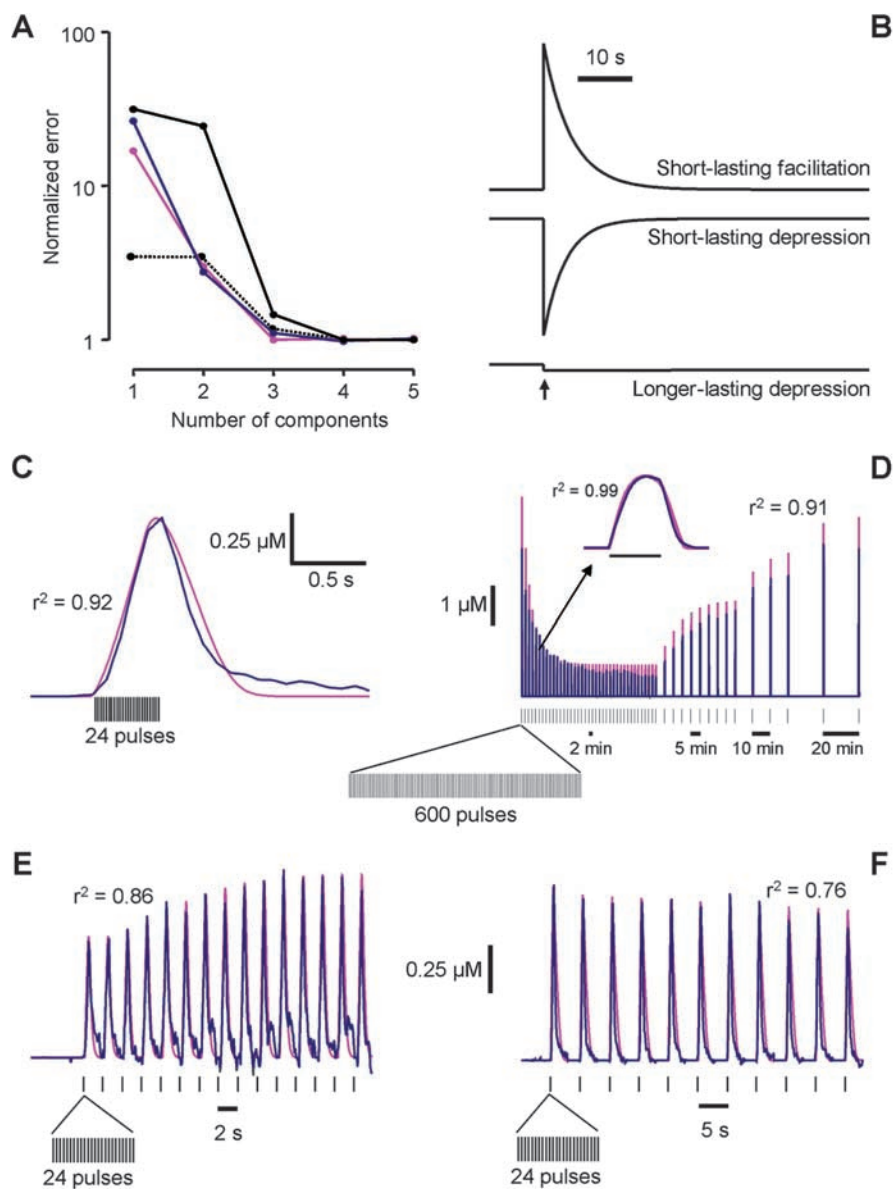 A
100
10
1
Normalized error
1 2 3 4 5
Number of components
B
10 s
Short-lasting facilitation
Short-lasting depression
Longer-lasting depression
C
0.25 µM
0.5 s
r² = 0.92
24 pulses
D
r² = 0.99
r² = 0.91
1 µM
2 min
5 min
10 min
20 min
600 pulses
E
r² = 0.86
2 s
24 pulses
F
r² = 0.76
0.25 µM
5 s
24 pulses